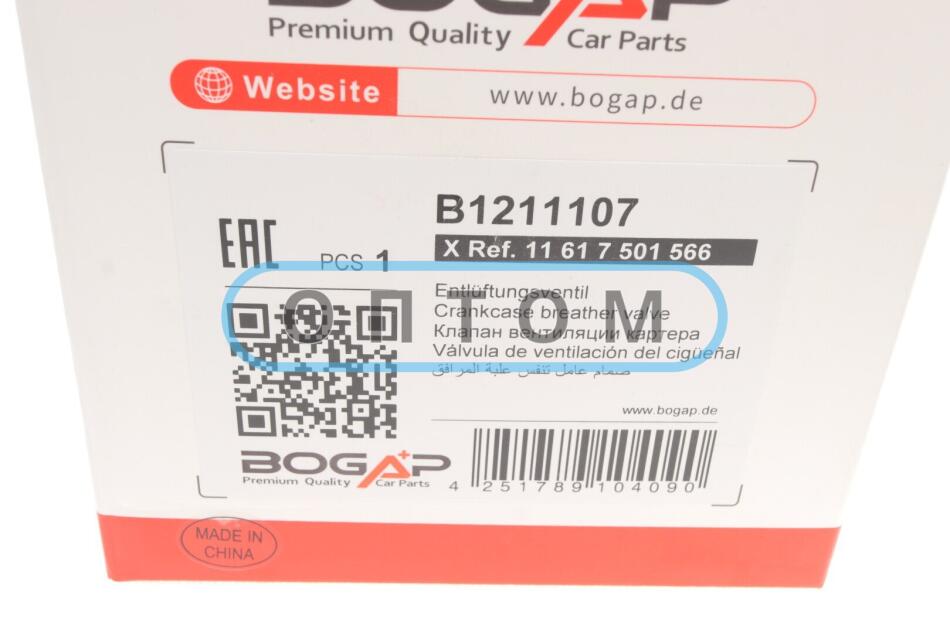 BOGAP
Premium Quality Car Parts
Website www.bogap.de
B1211107
EAC PCS 1
X Ref. 11 61 7 501 566
Entlüftungsventil
Crankcase breather valve
Клапан вентиляции картера
Válvula de ventilación del cigüeñal
صمام عامل تنفس علبة المرافق
ОПТОМ
www.bogap.de
BOGAP
Premium Quality Car Parts
4 251789 104090
MADE IN
CHINA